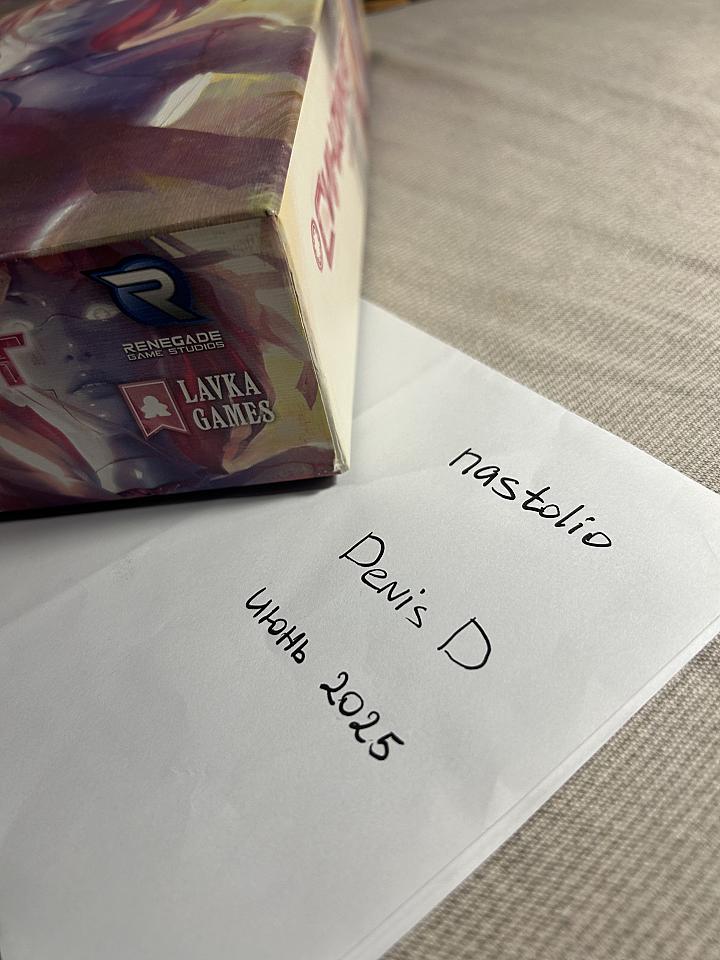 RENEGADE
GAME STUDIOS
LAVKA
GAMES
nastolio
Denis D
июнь 2025